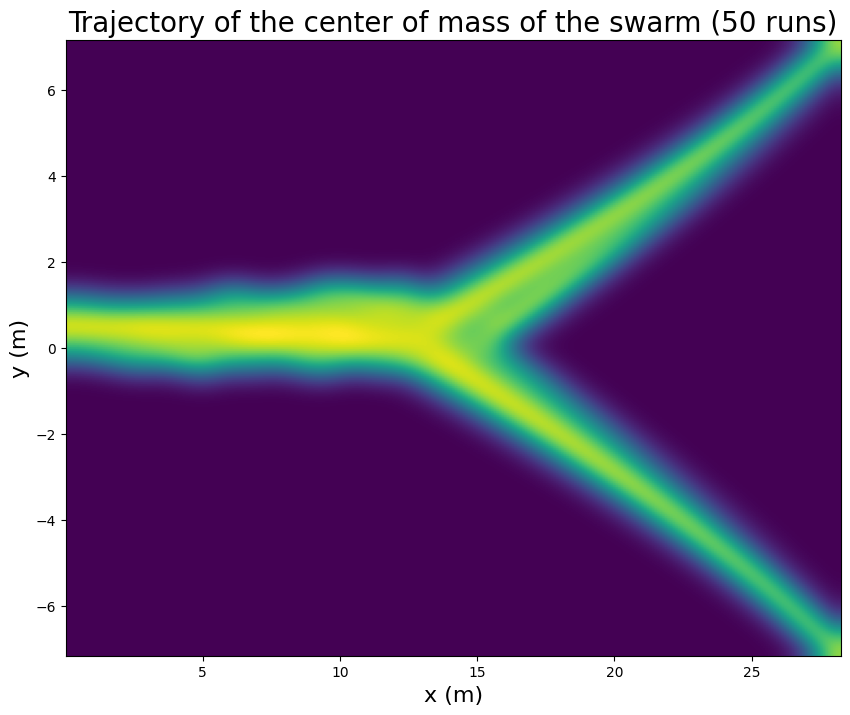 Trajectory of the center of mass of the swarm (50 runs)
6
4
2
0
−2
−4
−6
y (m)
5 10 15 20 25
x (m)